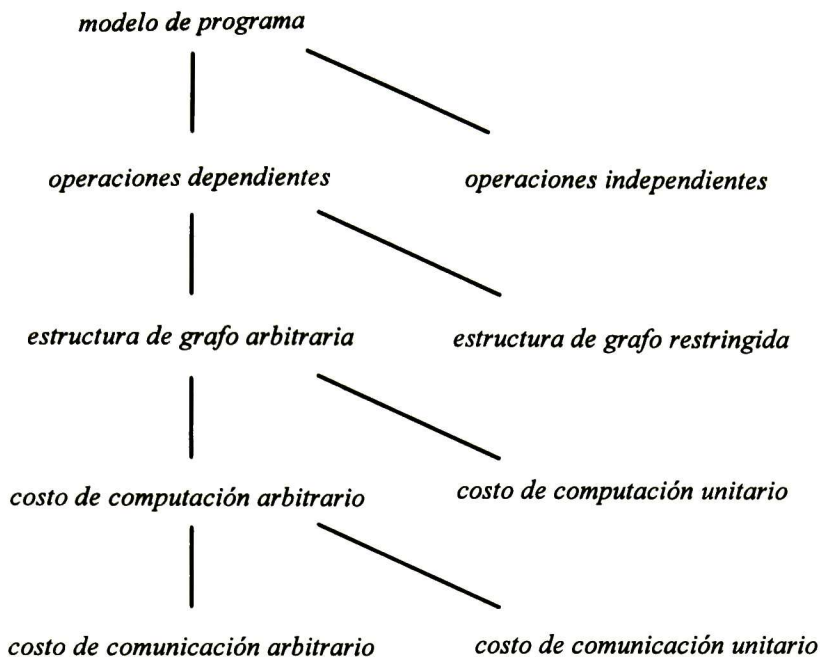 modelo de programa
operaciones dependientes
operaciones independientes
estructura de grafo arbitraria
estructura de grafo restringida
costo de computación arbitrario
costo de computación unitario
costo de comunicación arbitrario
costo de comunicación unitario